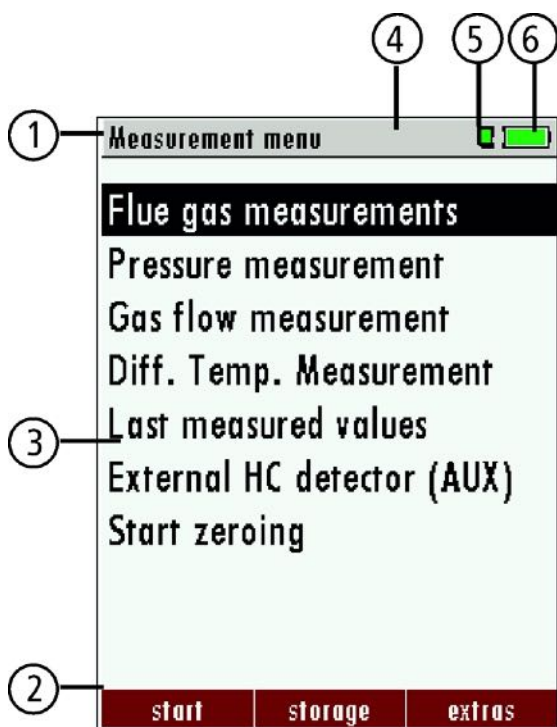 4 5 6
1 Measurement menu
Flue gas measurements
Pressure measurement
Gas flow measurement
Diff. Temp. Measurement
3 Last measured values
External HC detector (AUX)
Start zeroing
2 start storage extras